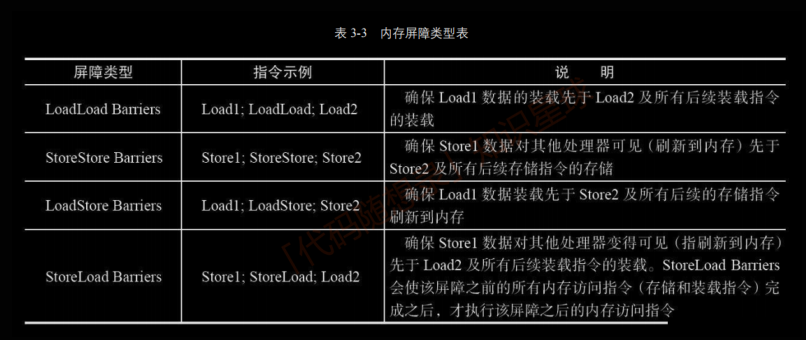 表 3-3 内存屏障类型表
屏障类型 指令示例 说 明
LoadLoad Barriers Load1; LoadLoad; Load2 确保 Load1 数据的装载先于 Load2 及所有后续装载指令
的装载
StoreStore Barriers Store1; StoreStore; Store2 确保 Store1 数据对其他处理器可见（刷新到内存）先于
Store2 及所有后续存储指令的存储
LoadStore Barriers Load1; LoadStore; Store2 确保 Load1 数据装载先于 Store2 及所有后续的存储指令
刷新到内存
StoreLoad Barriers Store1; StoreLoad; Load2 确保 Store1 数据对其他处理器变得可见（指刷新到内存）
先于 Load2 及所有后续装载指令的装载。StoreLoad Barriers
会使该屏障之前的所有内存访问指令（存储和装载指令）完
成之后，才执行该屏障之后的内存访问指令